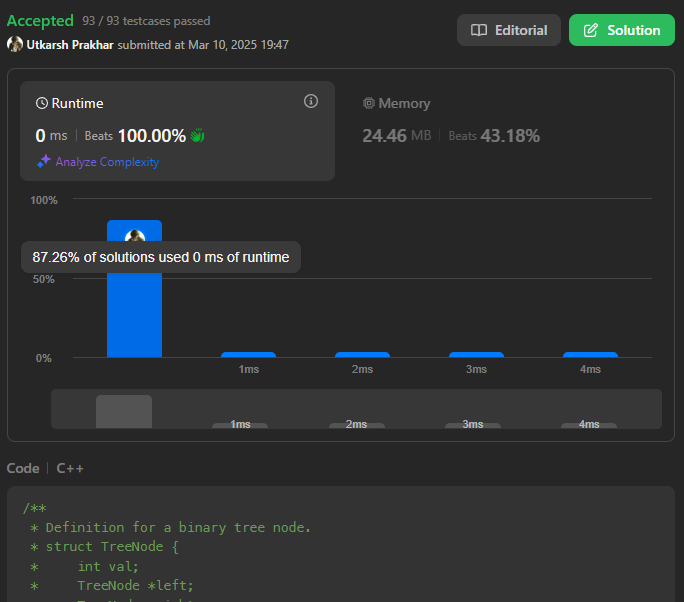 Accepted 93 / 93 testcases passed
Utkarsh Prakhar submitted at Mar 10, 2025 19:47
Editorial
Solution
Runtime
0 ms Beats 100.00%
Analyze Complexity
Memory
24.46 MB Beats 43.18%
100%
87.26% of solutions used 0 ms of runtime
50%
0%
1ms 2ms 3ms 4ms
1ms 2ms 3ms 4ms
Code C++
/**
* Definition for a binary tree node.
* struct TreeNode {
*     int val;
*     TreeNode *left;